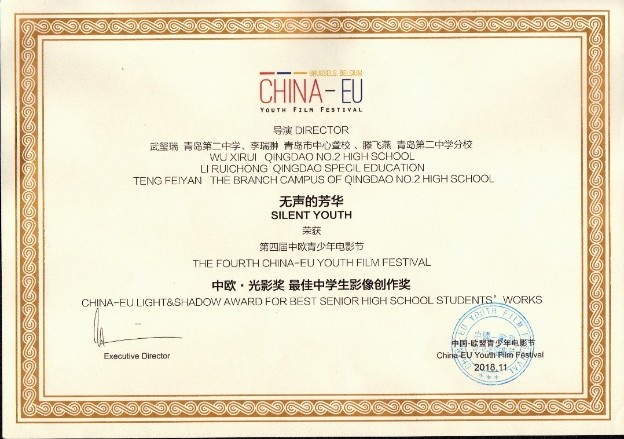 BRUSSELS, BELGIUM
CHINA-EU
YOUTH FILM FESTIVAL
导演 DIRECTOR
武玺瑞 青岛第二中学、李瑞翀 青岛市中心聋校、滕飞燕 青岛第二中学分校
WU XIRUI QINGDAO NO.2 HIGH SCHOOL
LI RUICHONG QINGDAO SPECIL EDUCATION
TENG FEIYAN THE BRANCH CAMPUS OF QINGDAO NO.2 HIGH SCHOOL
无声的芳华
SILENT YOUTH
荣获
第四届中欧青少年电影节
THE FOURTH CHINA-EU YOUTH FILM FESTIVAL
中欧·光影奖 最佳中学生影像创作奖
CHINA-EU LIGHT&SHADOW AWARD FOR BEST SENIOR HIGH SCHOOL STUDENTS' WORKS
Executive Director
CHINA EU YOUTH FILM FESTIVAL
中国-欧盟青少年电影节
China-EU Youth Film Festival
2018.11